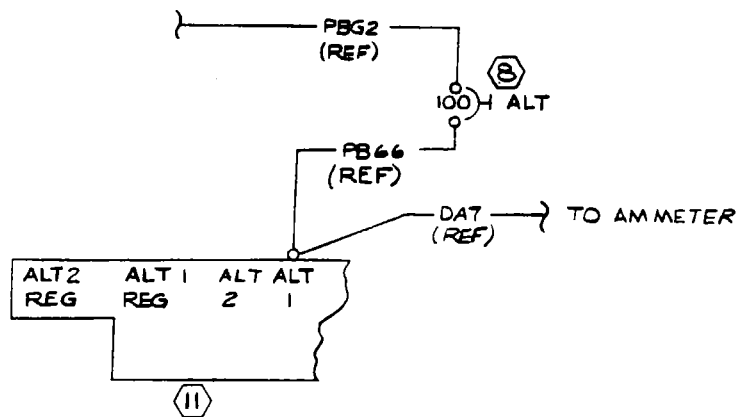 PBG2
(REF)
8
100 ALT
PB66
(REF)
DA7 TO AMMETER
(REF)
ALT2 ALT 1 ALT ALT
REG REG 2 1
11